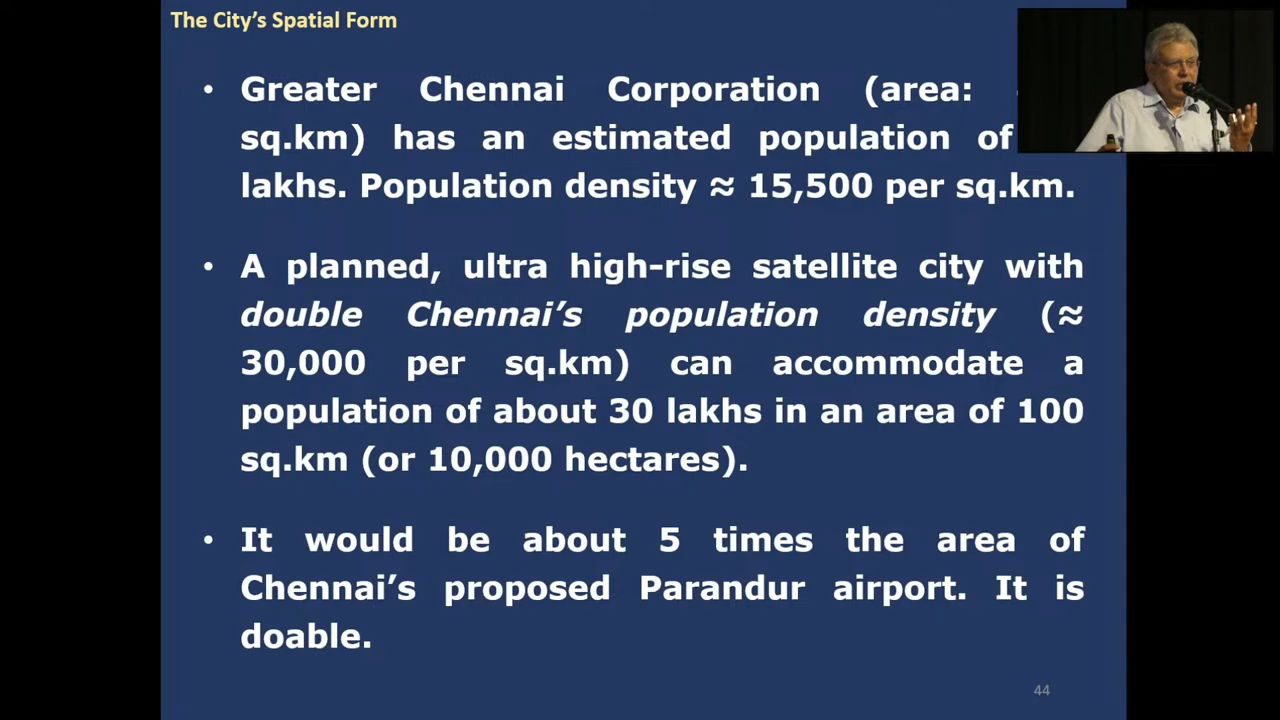 The City's Spatial Form
• Greater Chennai Corporation (area:
sq.km) has an estimated population of
lakhs. Population density ≈ 15,500 per sq.km.
• A planned, ultra high-rise satellite city with
double Chennai's population density (≈
30,000 per sq.km) can accommodate a
population of about 30 lakhs in an area of 100
sq.km (or 10,000 hectares).
• It would be about 5 times the area of
Chennai's proposed Parandur airport. It is
doable.
44